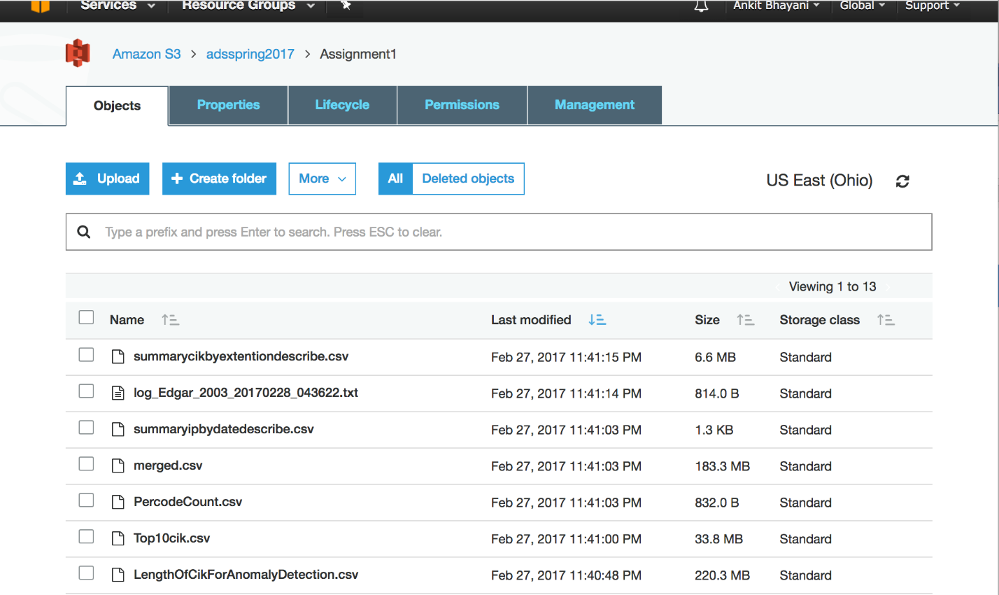 Services Resource Groups Ankit Bhayani Global Support
Amazon S3 > adsspring2017 > Assignment1
Objects Properties Lifecycle Permissions Management
Upload + Create folder More All Deleted objects US East (Ohio)
Type a prefix and press Enter to search. Press ESC to clear.
Viewing 1 to 13
Name Last modified Size Storage class
summarycikbyextentiondescribe.csv Feb 27, 2017 11:41:15 PM 6.6 MB Standard
log_Edgar_2003_20170228_043622.txt Feb 27, 2017 11:41:14 PM 814.0 B Standard
summaryipbydatedescribe.csv Feb 27, 2017 11:41:03 PM 1.3 KB Standard
merged.csv Feb 27, 2017 11:41:03 PM 183.3 MB Standard
PercodeCount.csv Feb 27, 2017 11:41:03 PM 832.0 B Standard
Top10cik.csv Feb 27, 2017 11:41:00 PM 33.8 MB Standard
LengthOfCikForAnomalyDetection.csv Feb 27, 2017 11:40:48 PM 220.3 MB Standard